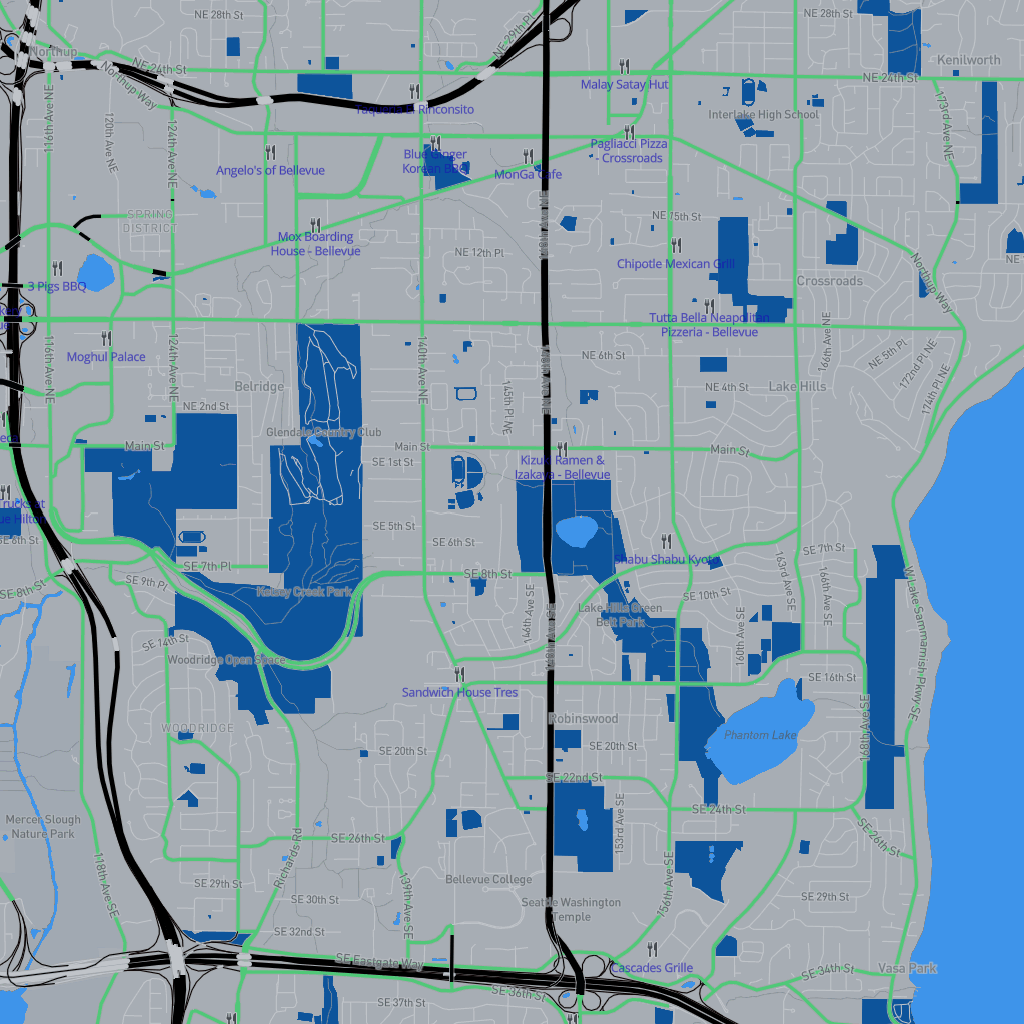 NE 28th St
NE 28th St
NE 29th Pl
Northup
Kenilworth
NE 24th St
NE 24th St
Malay Satay Hut
Northup Way
116th Ave NE
120th Ave NE
124th Ave NE
173rd Ave NE
Interlake High School
Blue Ginger
Korean BBQ
Pagliacci Pizza
- Crossroads
Angelo's of Bellevue
MonGa Cafe
SPRING
DISTRICT
Mox Boarding
House - Bellevue
NE 12th Pl
Chipotle Mexican Grill
Northup Way
NE
3 Pigs BBQ
Crossroads
Tutta Bella Neapolitan
Pizzeria - Bellevue
116th Ave NE
124th Ave NE
140th Ave NE
166th Ave NE
Moghul Palace
NE 6th St
NE 5th Pl
172nd Pl NE
174th Pl NE
Belridge
145th Pl NE
NE 4th St
Lake Hills
NE 2nd St
Glendale Country Club
Main St
Main St
Main St
SE 1st St
Kizuki Ramen &
Izakaya - Bellevue
SE 5th St
SE 6th St
SE 6th St
SE 7th St
Shabu Shabu Kyoto
SE 7th Pl
SE 8th St
SE 8th St
SE 9th Pl
Kelsey Creek Park
SE 10th St
146th Ave SE
Lake Hills Green
Belt Park
160th Ave SE
163rd Ave SE
166th Ave SE
W Lake Sammamish Pkwy SE
SE 14th St
Woodridge Open Space
SE 16th St
Sandwich House Tres
WOODRIDGE
Robinswood
Phantom Lake
168th Ave SE
SE 20th St
SE 20th St
SE 22nd St
SE 24th St
Mercer Slough
Nature Park
SE 26th St
SE 26th St
153rd Ave SE
118th Ave SE
Richards Rd
139th Ave SE
156th Ave SE
SE 29th St
Bellevue College
SE 29th St
SE 30th St
Seattle Washington
Temple
SE 32nd St
SE Eastgate Way
Cascades Grille
SE 34th St
Vasa Park
SE 36th St
SE 37th St